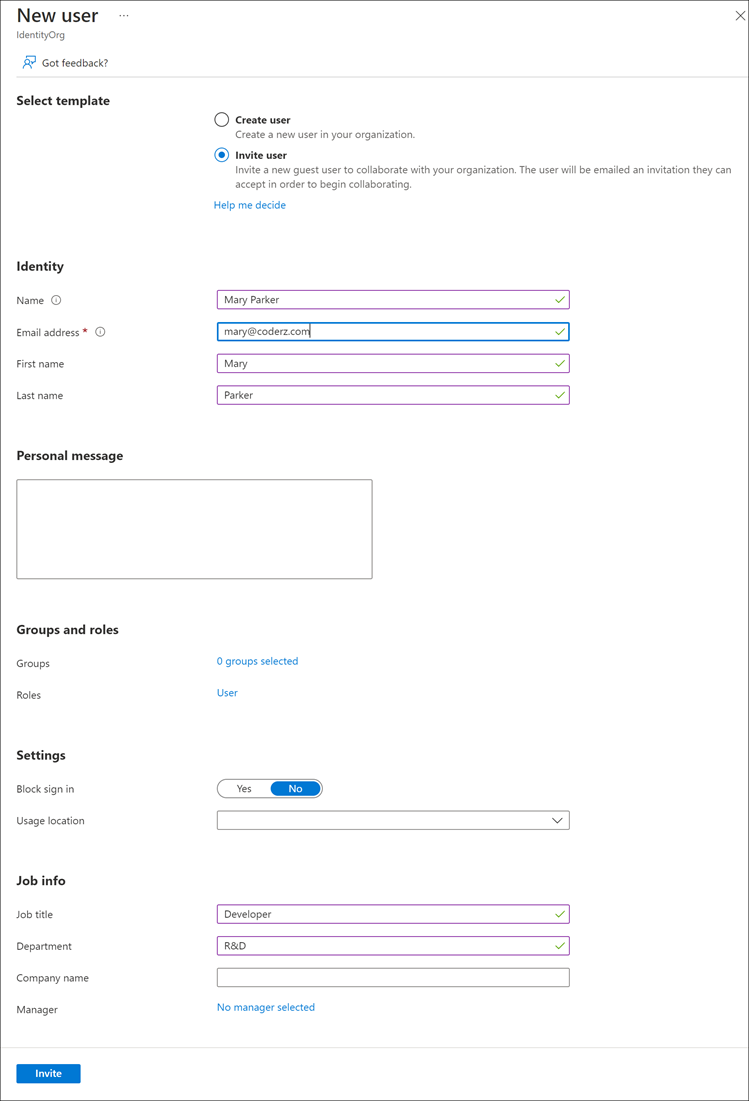 New user ...
IdentityOrg
Got feedback?
Select template
Create user
Create a new user in your organization.
Invite user
Invite a new guest user to collaborate with your organization. The user will be emailed an invitation they can
accept in order to begin collaborating.
Help me decide
Identity
Name
Mary Parker
Email address *
mary@coderz.com
First name
Mary
Last name
Parker
Personal message
Groups and roles
Groups
0 groups selected
Roles
User
Settings
Block sign in
Yes No
Usage location
Job info
Job title
Developer
Department
R&D
Company name
Manager
No manager selected
Invite